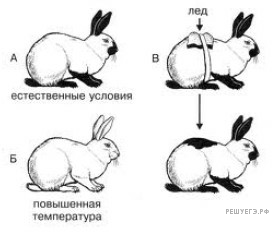 лед
А
В
естественные условия
Б
повышенная
температура
РЕШУЕГЭ.РФ